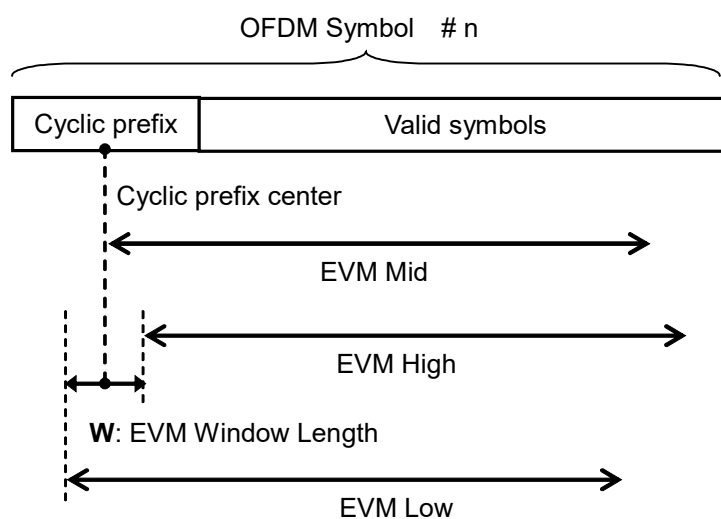 OFDM Symbol # n
Cyclic prefix
Valid symbols
Cyclic prefix center
EVM Mid
EVM High
W: EVM Window Length
EVM Low